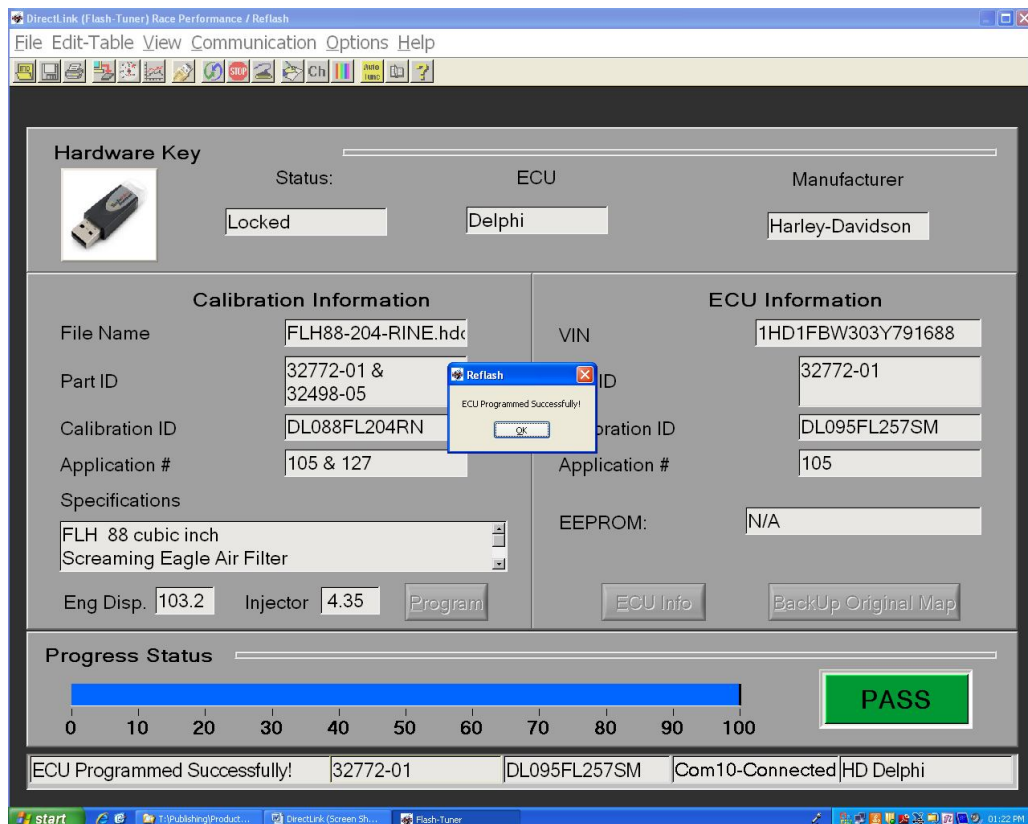 DirectLink (Flash-Tuner) Race Performance / Reflash
File Edit-Table View Communication Options Help
STOP Ch Auto Tune ?
Hardware Key
Status: ECU Manufacturer
Locked Delphi Harley-Davidson
Calibration Information
File Name FLH88-204-RINE.hdc
Part ID 32772-01 &
32498-05
Calibration ID DL088FL204RN
Application # 105 & 127
Specifications
FLH 88 cubic inch
Screaming Eagle Air Filter
Eng Disp. 103.2 Injector 4.35 Program
ECU Information
VIN 1HD1FBW303Y791688
ID 32772-01
bration ID DL095FL257SM
Application # 105
EEPROM: N/A
ECU Info BackUp Original Map
Reflash
ECU Programmed Successfully!
OK
Progress Status
0 10 20 30 40 50 60 70 80 90 100
PASS
ECU Programmed Successfully! 32772-01 DL095FL257SM Com10-Connected HD Delphi
start T:\Publishing\Product... DirectLink (Screen Sh... Flash-Tuner 01:22 PM